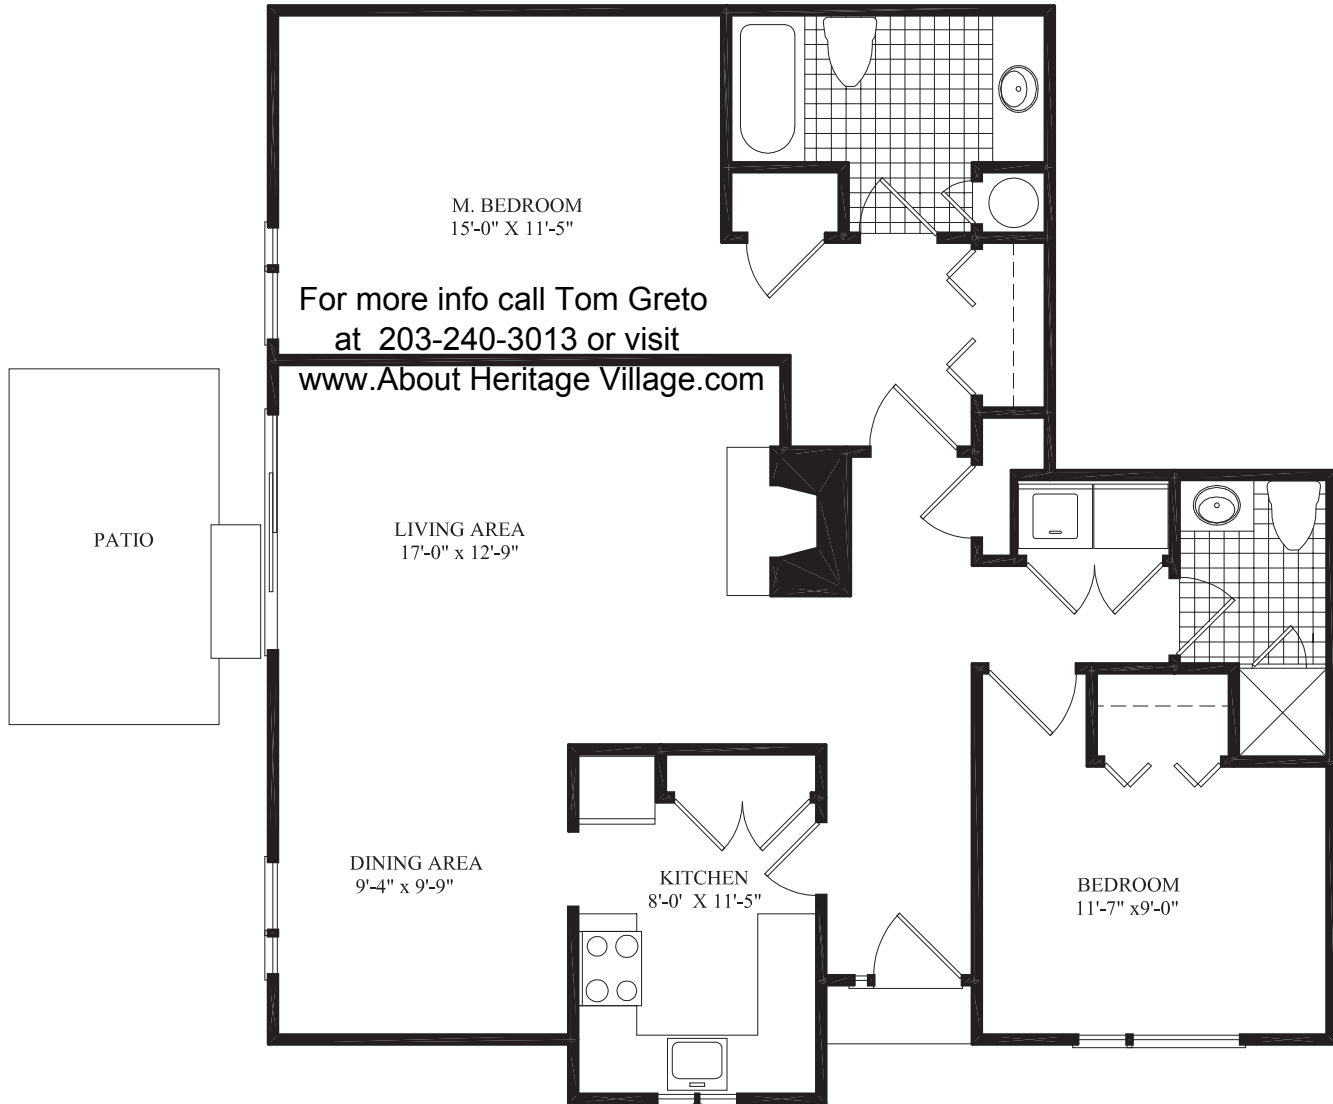 M. BEDROOM
15'-0" X 11'-5"
For more info call Tom Greto
at 203-240-3013 or visit
www.About Heritage Village.com
PATIO
LIVING AREA
17'-0" x 12'-9"
DINING AREA
9'-4" x 9'-9"
KITCHEN
8'-0' X 11'-5"
BEDROOM
11'-7" x9'-0"